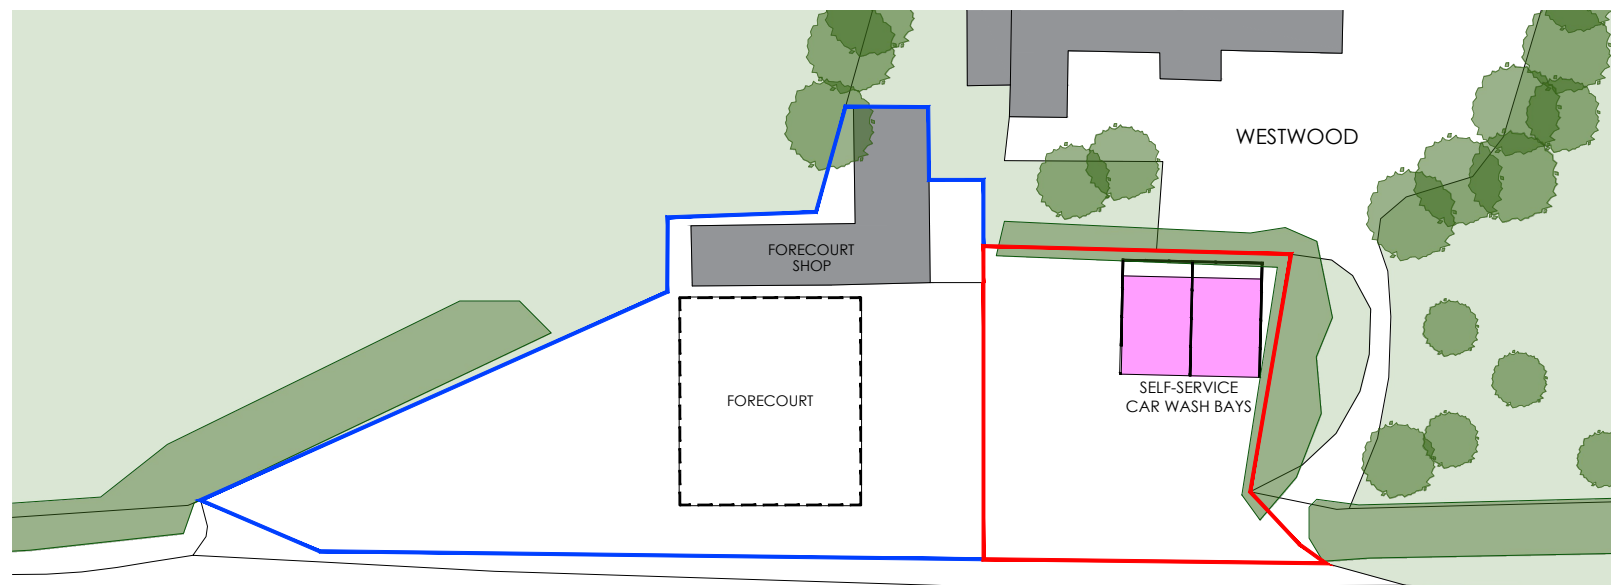 WESTWOOD
FORECOURT
SHOP
FORECOURT
SELF-SERVICE
CAR WASH BAYS